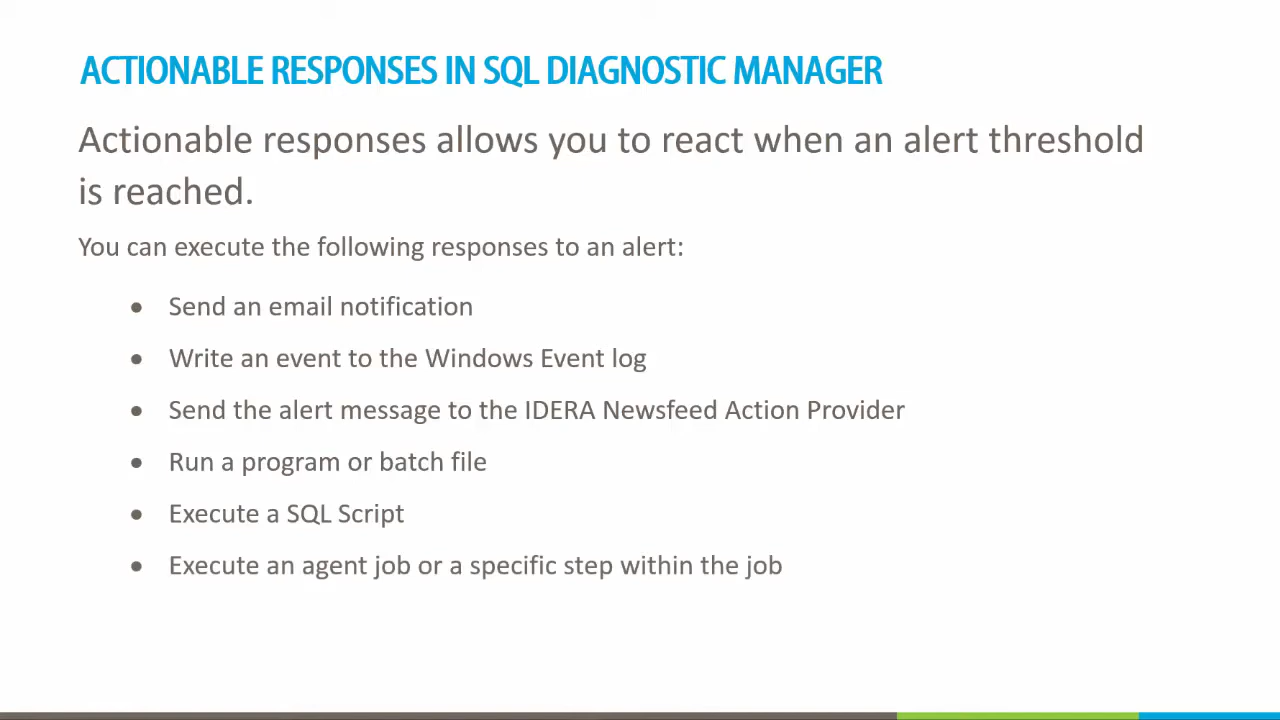 ACTIONABLE RESPONSES IN SQL DIAGNOSTIC MANAGER
Actionable responses allows you to react when an alert threshold
is reached.
You can execute the following responses to an alert:
• Send an email notification
• Write an event to the Windows Event log
• Send the alert message to the IDERA Newsfeed Action Provider
• Run a program or batch file
• Execute a SQL Script
• Execute an agent job or a specific step within the job